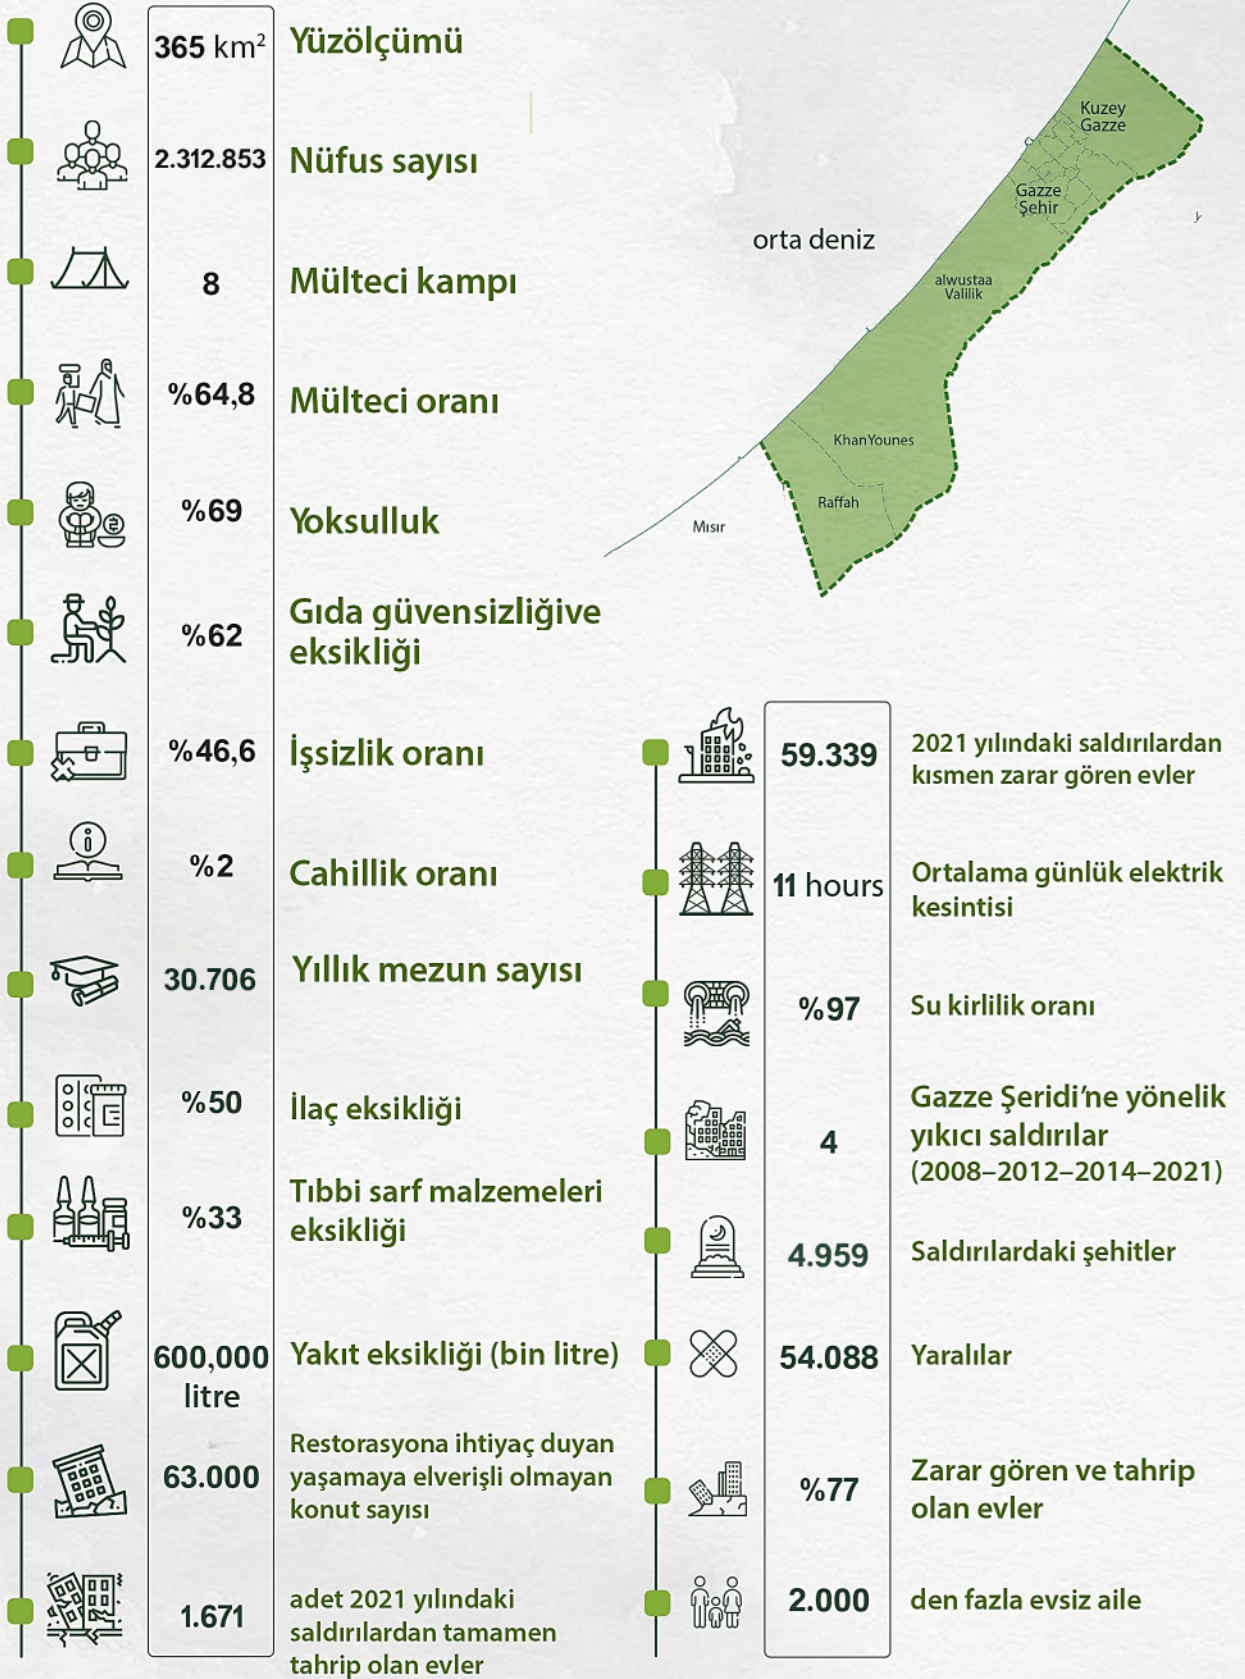 365 km²
Yüzölçümü
2.312.853
Nüfus sayısı
8
Mülteci kampı
%64,8
Mülteci oranı
%69
Yoksulluk
%62
Gıda güvensizliğive
eksikliği
%46,6
İşsizlik oranı
%2
Cahillik oranı
30.706
Yıllık mezun sayısı
%50
İlaç eksikliği
%33
Tıbbi sarf malzemeleri
eksikliği
600,000
litre
Yakıt eksikliği (bin litre)
63.000
Restorasyona ihtiyaç duyan
yaşamaya elverişli olmayan
konut sayısı
1.671
adet 2021 yılındaki
saldırılardan tamamen
tahrip olan evler
Kuzey
Gazze
Gazze
Şehir
y
orta deniz
alwustaa
Valilik
KhanYounes
Raffah
Mısır
59.339
2021 yılındaki saldırılardan
kısmen zarar gören evler
11 hours
Ortalama günlük elektrik
kesintisi
%97
Su kirlilik oranı
4
Gazze Şeridi’ne yönelik
yıkıcı saldırılar
(2008–2012–2014–2021)
4.959
Saldırılardaki şehitler
54.088
Yaralılar
%77
Zarar gören ve tahrip
olan evler
2.000
den fazla evsiz aile